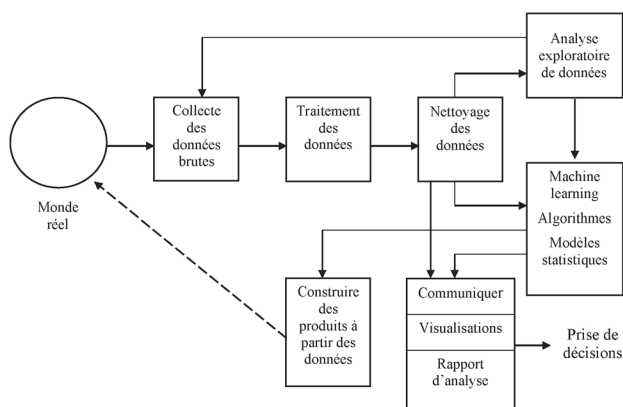 Monde
réel
Collecte
des
données
brutes
Traitement
des
données
Nettoyage
des
données
Analyse
exploratoire
de données
Machine
learning
Algorithmes
Modèles
statistiques
Construire
des
produits à
partir des
données
Communiquer
Visualisations
Rapport
d’analyse
Prise de
décisions